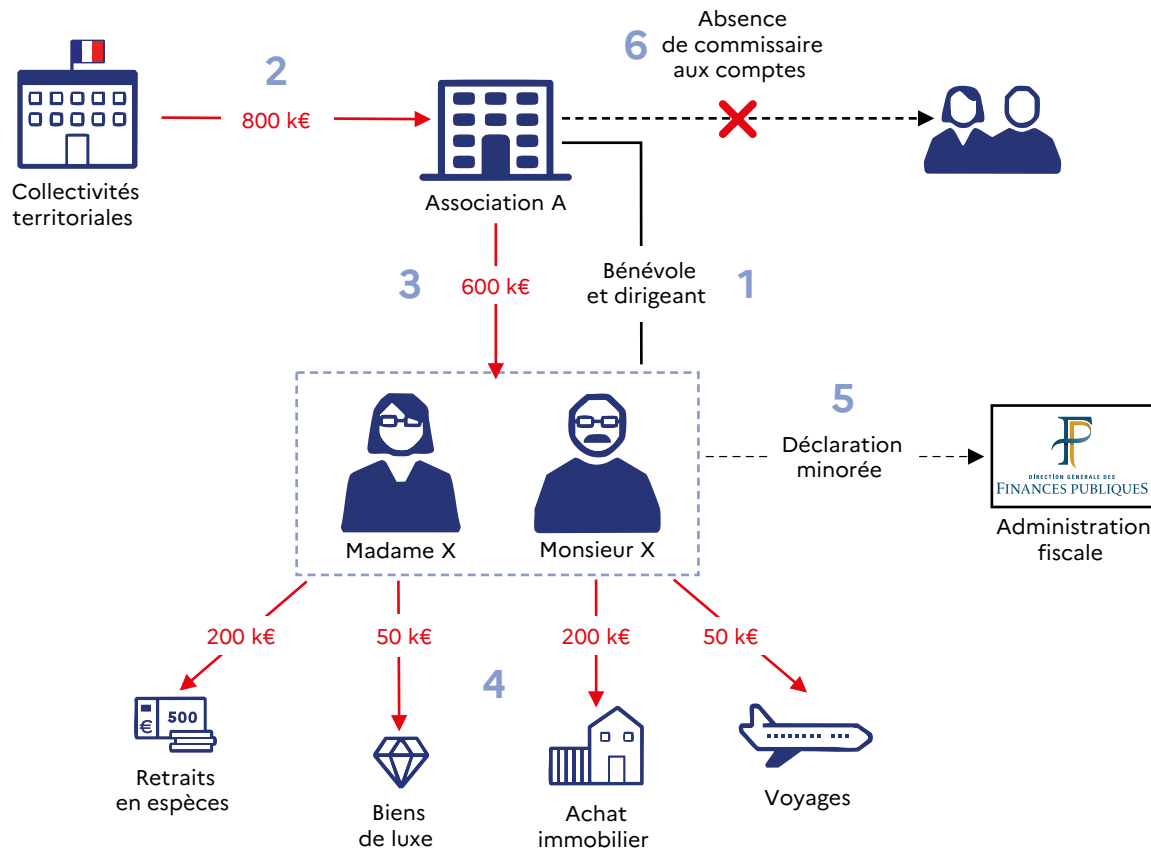 2
800 k€
Collectivités
territoriales
Association A
6
Absence
de commissaire
aux comptes
3
600 k€
Bénévole
et dirigeant
1
Madame X
Monsieur X
5
Déclaration
minorée
FP
DIRECTION GÉNÉRALE DES
FINANCES PUBLIQUES
Administration
fiscale
200 k€
50 k€
200 k€
50 k€
4
€ 500
Retraits
en espèces
Biens
de luxe
Achat
immobilier
Voyages